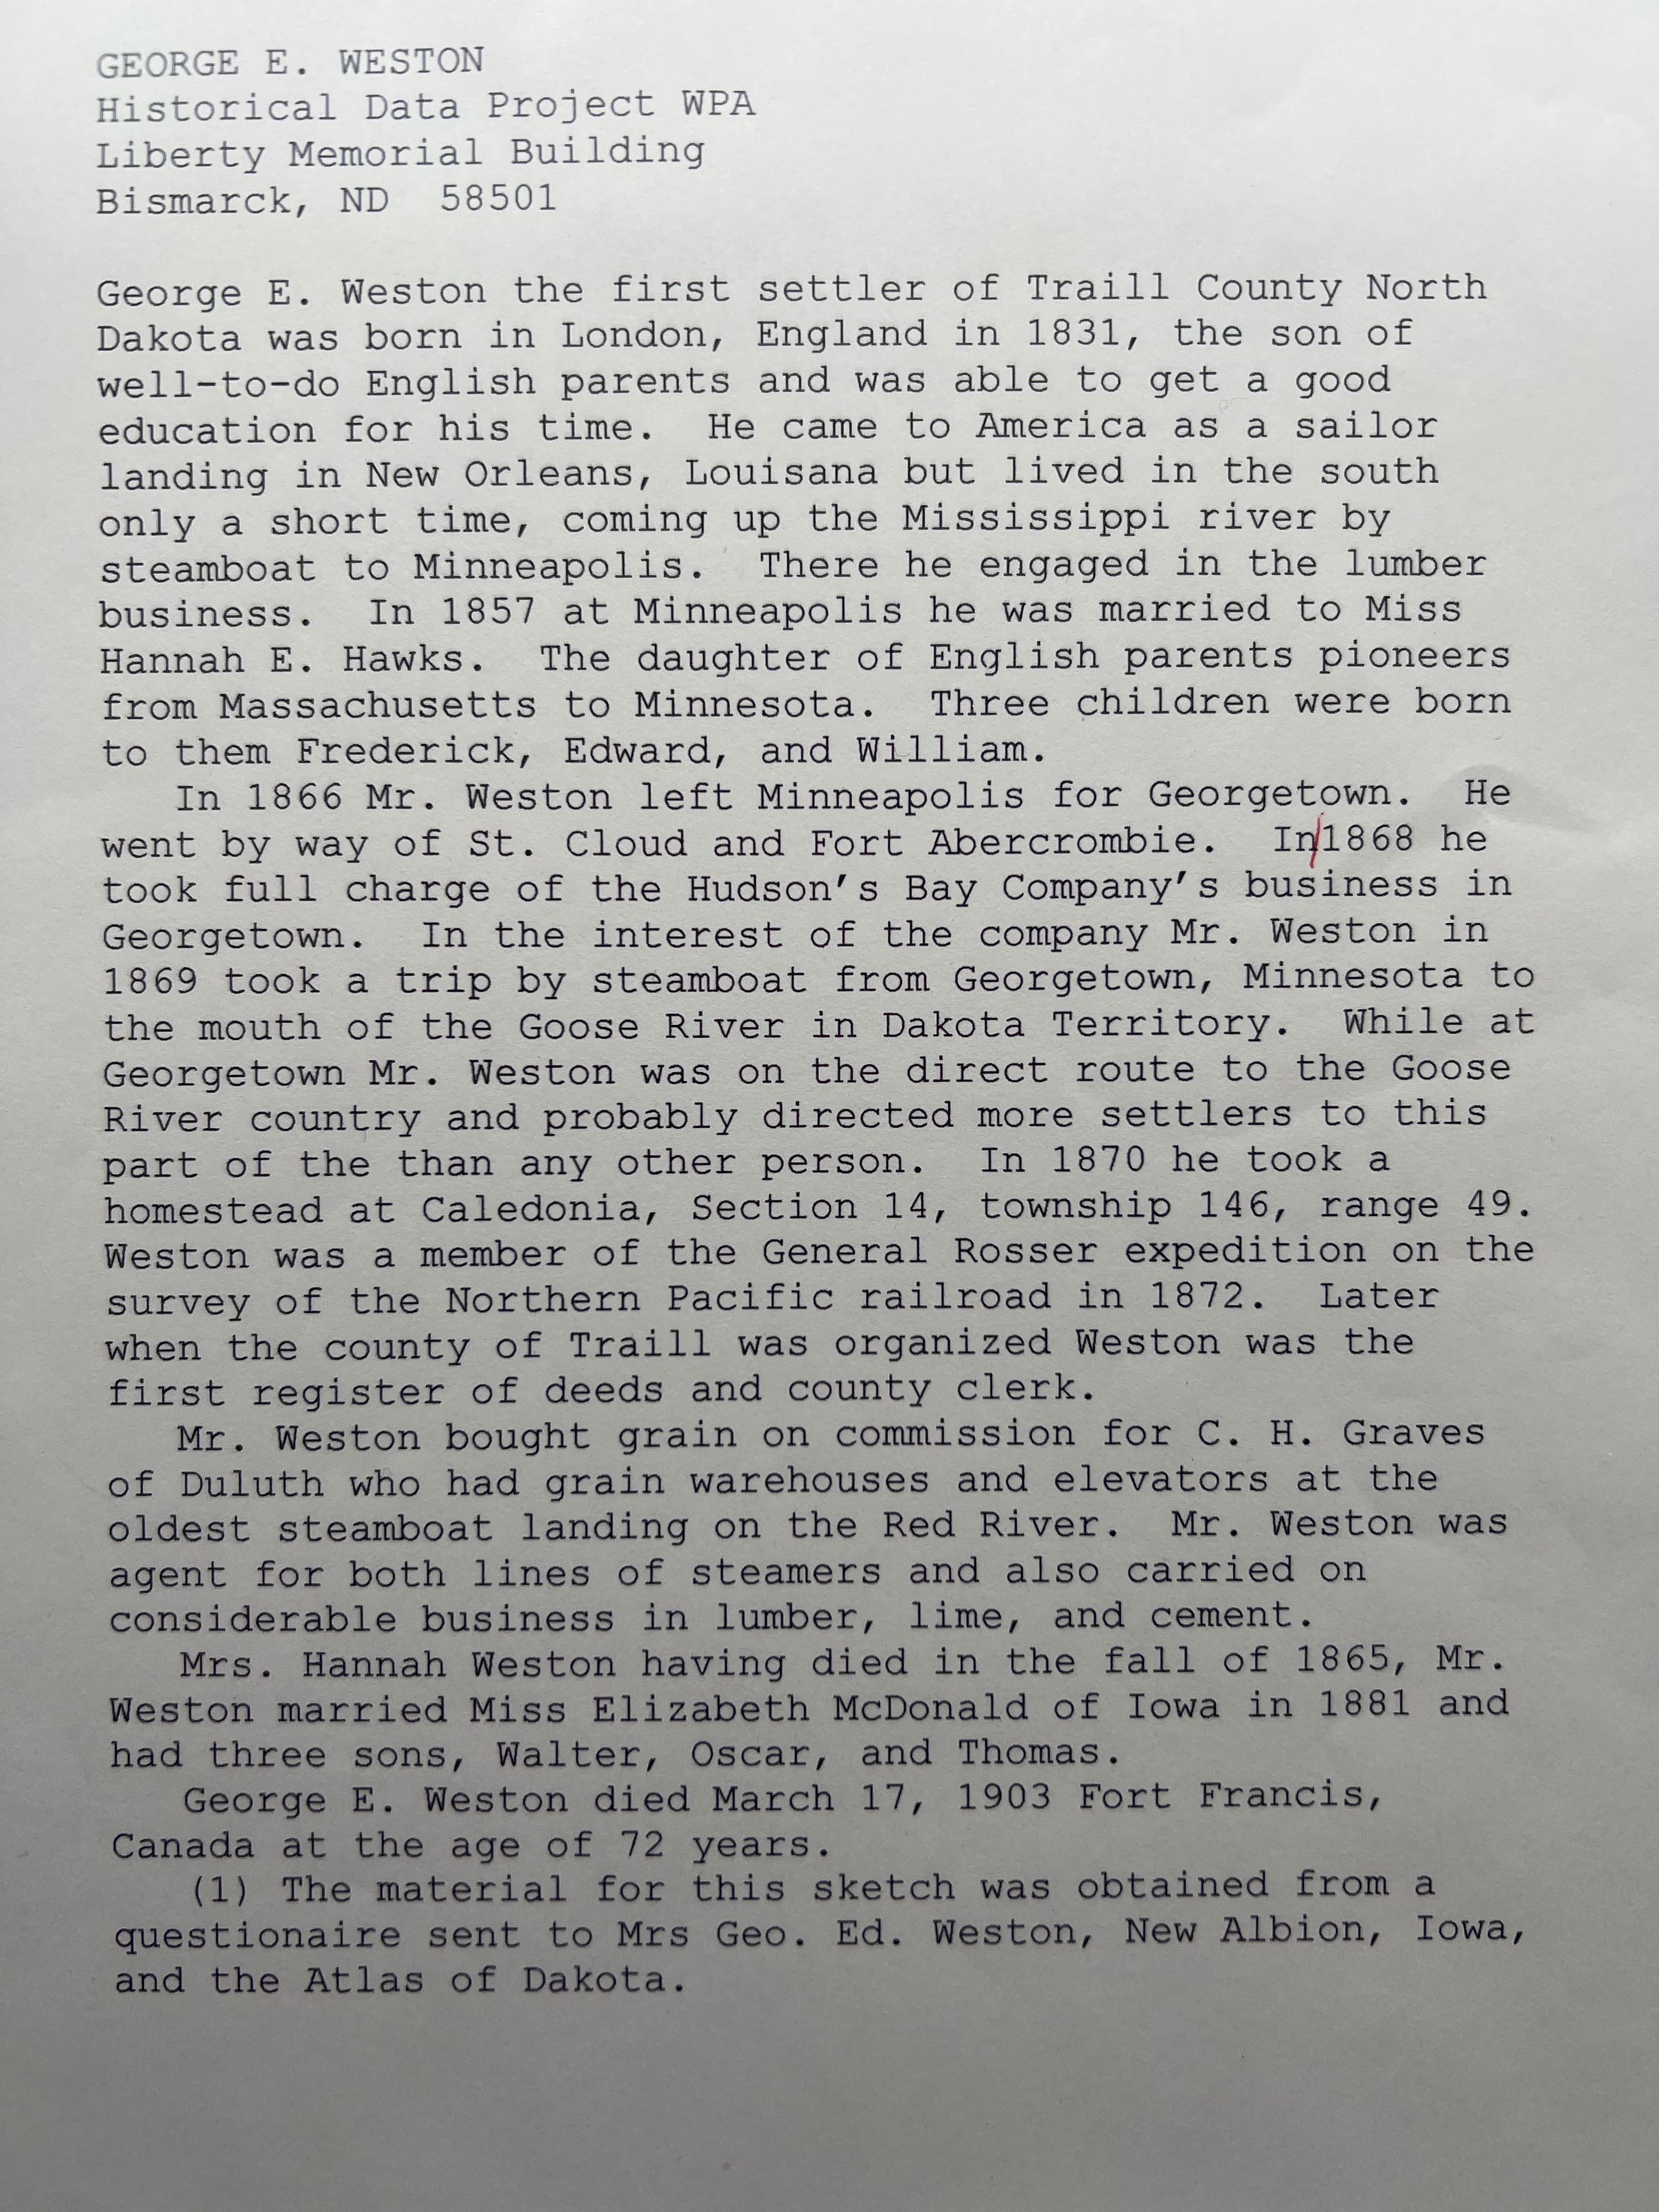 GEORGE E. WESTON
Historical Data Project WPA
Liberty Memorial Building
Bismarck, ND  58501
George E. Weston the first settler of Traill County North
Dakota was born in London, England in 1831, the son of
well-to-do English parents and was able to get a good
education for his time.  He came to America as a sailor
landing in New Orleans, Louisana but lived in the south
only a short time, coming up the Mississippi river by
steamboat to Minneapolis.  There he engaged in the lumber
business.  In 1857 at Minneapolis he was married to Miss
Hannah E. Hawks.  The daughter of English parents pioneers
from Massachusetts to Minnesota.  Three children were born
to them Frederick, Edward, and William.
In 1866 Mr. Weston left Minneapolis for Georgetown.  He
went by way of St. Cloud and Fort Abercrombie.  In/1868 he
took full charge of the Hudson's Bay Company's business in
Georgetown.  In the interest of the company Mr. Weston in
1869 took a trip by steamboat from Georgetown, Minnesota to
the mouth of the Goose River in Dakota Territory.  While at
Georgetown Mr. Weston was on the direct route to the Goose
River country and probably directed more settlers to this
part of the than any other person.  In 1870 he took a
homestead at Caledonia, Section 14, township 146, range 49.
Weston was a member of the General Rosser expedition on the
survey of the Northern Pacific railroad in 1872.  Later
when the county of Traill was organized Weston was the
first register of deeds and county clerk.
Mr. Weston bought grain on commission for C. H. Graves
of Duluth who had grain warehouses and elevators at the
oldest steamboat landing on the Red River.  Mr. Weston was
agent for both lines of steamers and also carried on
considerable business in lumber, lime, and cement.
Mrs. Hannah Weston having died in the fall of 1865, Mr.
Weston married Miss Elizabeth McDonald of Iowa in 1881 and
had three sons, Walter, Oscar, and Thomas.
George E. Weston died March 17, 1903 Fort Francis,
Canada at the age of 72 years.
(1) The material for this sketch was obtained from a
questionaire sent to Mrs Geo. Ed. Weston, New Albion, Iowa,
and the Atlas of Dakota.